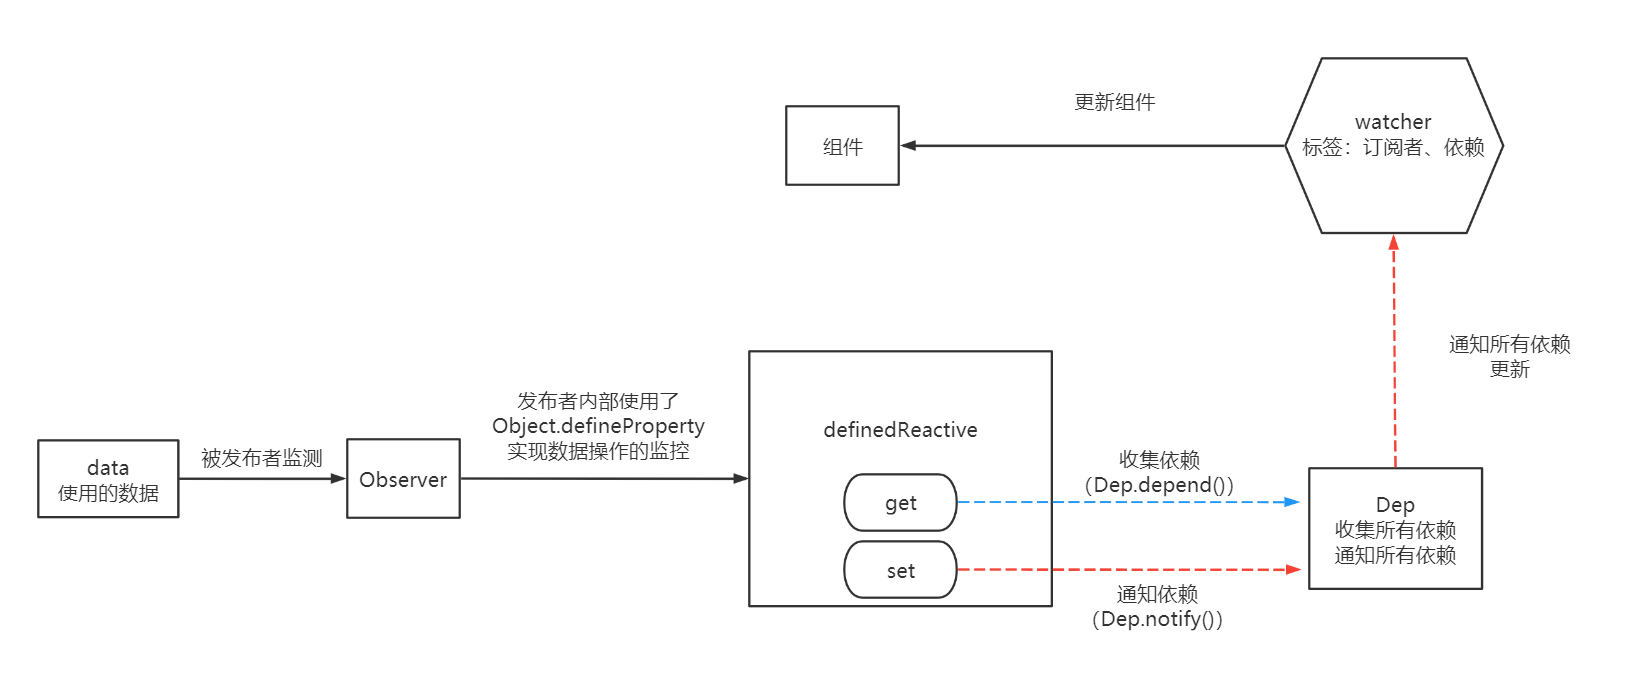 更新组件
组件
watcher
标签：订阅者、依赖
通知所有依赖
更新
data
使用的数据
被发布者监测
Observer
发布者内部使用了
Object.defineProperty
实现数据操作的监控
definedReactive
get
set
收集依赖
（Dep.depend()）
通知依赖
（Dep.notify()）
Dep
收集所有依赖
通知所有依赖